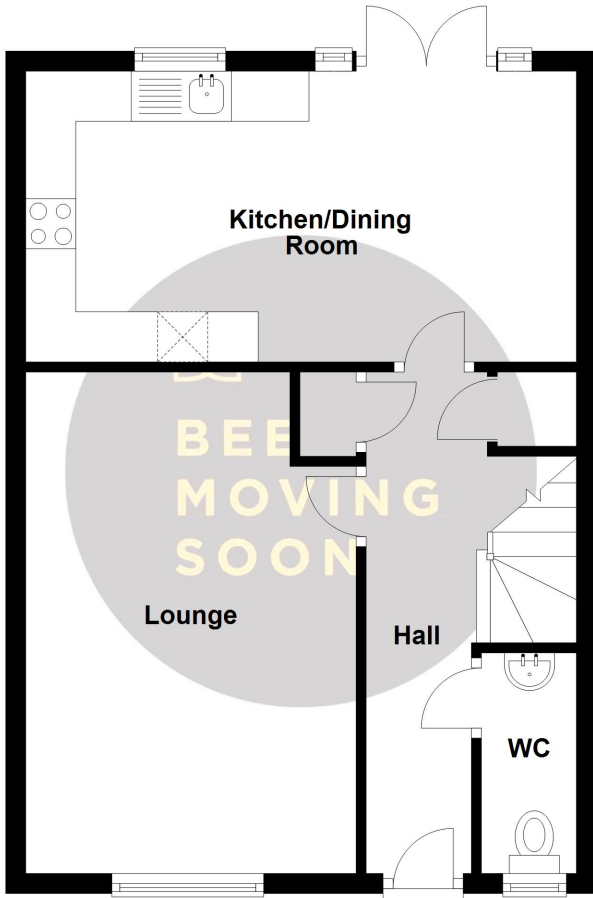 Kitchen/Dining
Room
BEE
MOVING
SOON
Lounge
Hall
WC